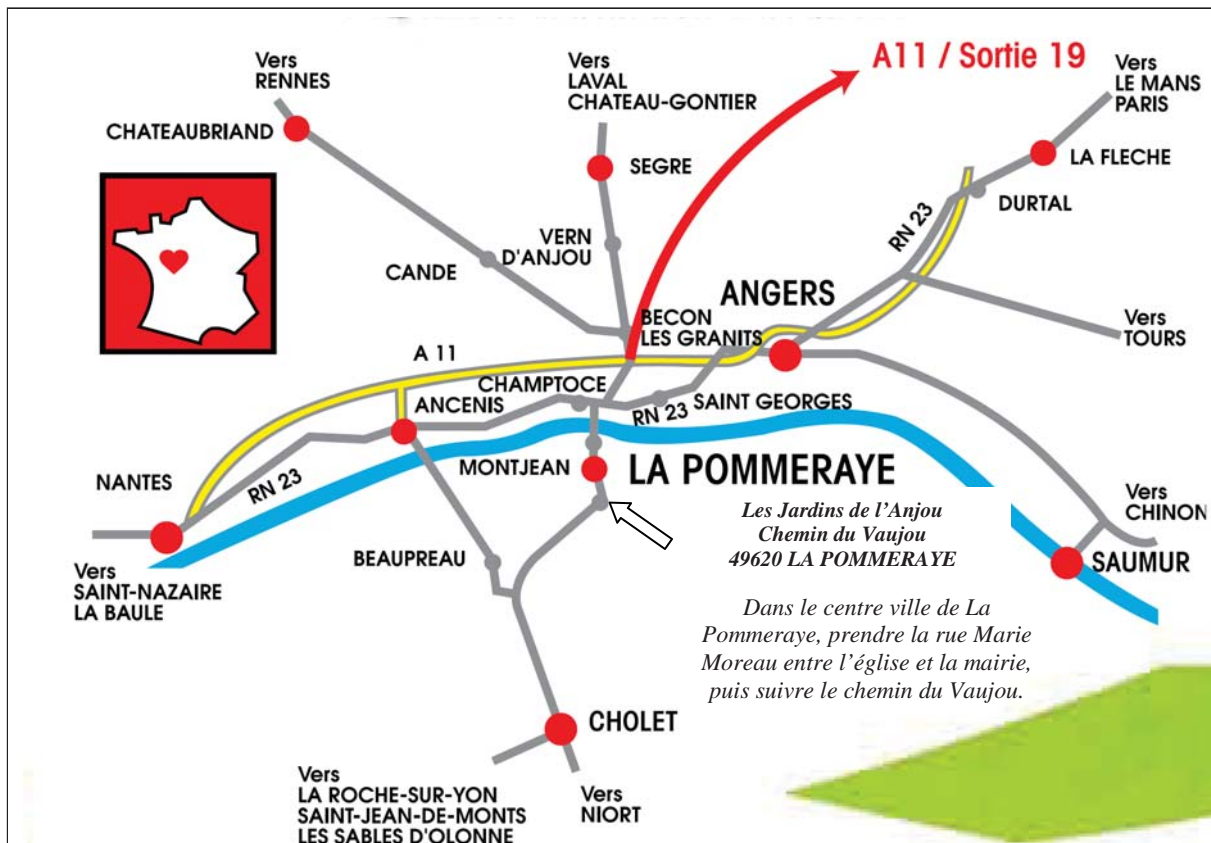 Vers
RENNES
CHATEAUBRIAND
Vers
LAVAL
CHATEAU-GONTIER
SEGRE
A11 / Sortie 19
Vers
LE MANS
PARIS
LA FLECHE
DURTAL
RN 23
VERN
D'ANJOU
CANDE
ANGERS
BECON
LES GRANITS
Vers
TOURS
A 11
CHAMPTOCE
ANCENIS
RN 23
SAINT GEORGES
MONTJEAN
LA POMMERAYE
NANTES
RN 23
Vers
SAINT-NAZAIRE
LA BAULE
BEAUPREAU
Les Jardins de l'Anjou
Chemin du Vaujou
49620 LA POMMERAYE
Vers
CHINON
SAUMUR
Dans le centre ville de La
Pommeraye, prendre la rue Marie
Moreau entre l'église et la mairie,
puis suivre le chemin du Vaujou.
CHOLET
Vers
LA ROCHE-SUR-YON
SAINT-JEAN-DE-MONTS
LES SABLES D'OLONNE
Vers
NIORT